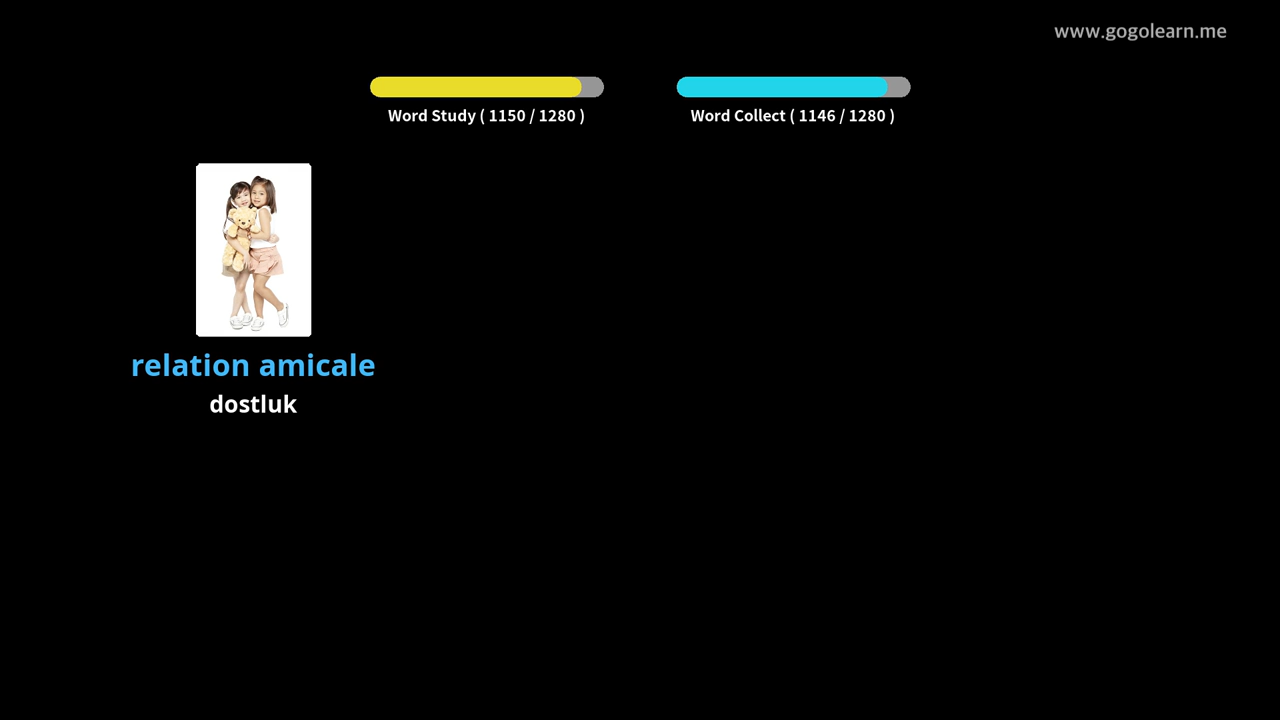 www.gogolearn.me
Word Study ( 1150 / 1280 )
Word Collect ( 1146 / 1280 )
relation amicale
dostluk